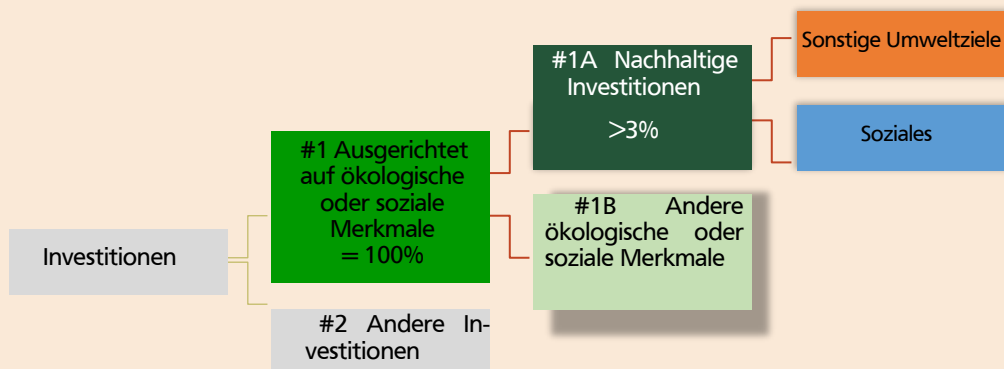 Investitionen
#1 Ausgerichtet
auf ökologische
oder soziale
Merkmale
= 100%
#2 Andere In-
vestitionen
#1A Nachhaltige
Investitionen
>3%
#1B Andere
ökologische oder
soziale Merkmale
Sonstige Umweltziele
Soziales